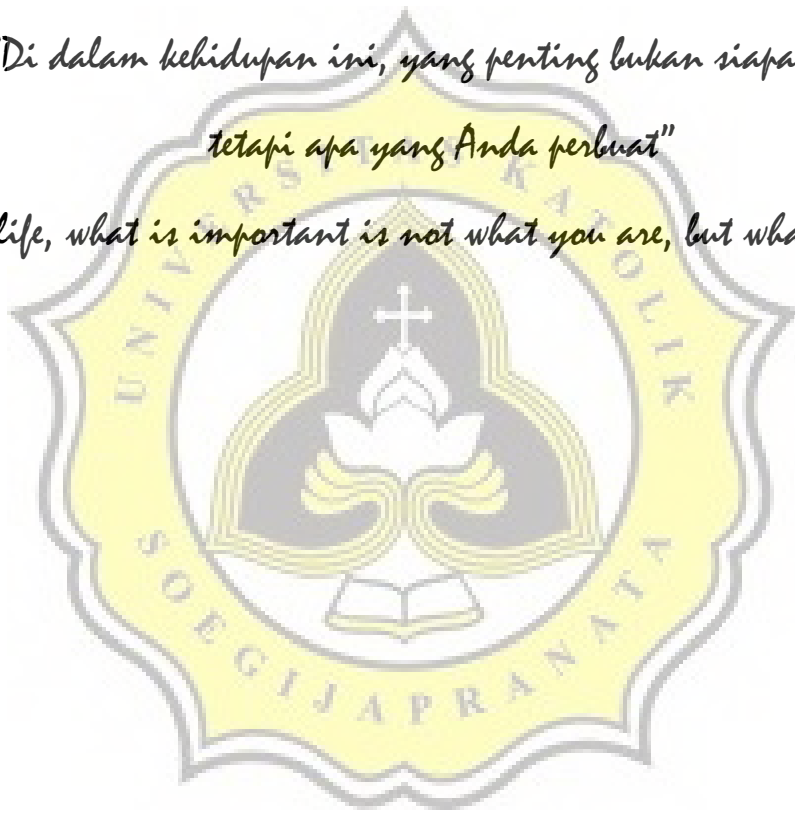 Di dalam kehidupan ini, yang penting bukan siapa
tetapi apa yang Anda perbuat”
life, what is important is not what you are, but wha
UNIVERSITAS KATOLIK
SOEGIJAPRANATA